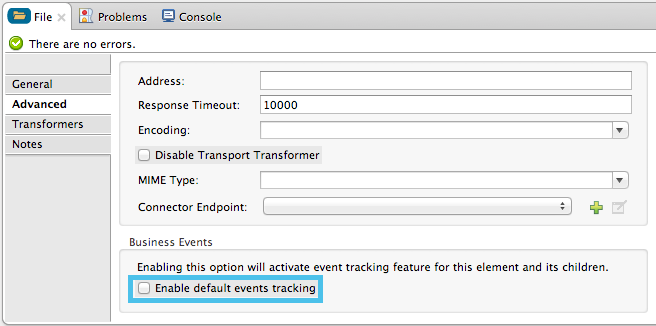 File Problems Console
There are no errors.
General
Advanced
Transformers
Notes
Address:
Response Timeout: 10000
Encoding:
Disable Transport Transformer
MIME Type:
Connector Endpoint:
Business Events
Enabling this option will activate event tracking feature for this element and its children.
Enable default events tracking